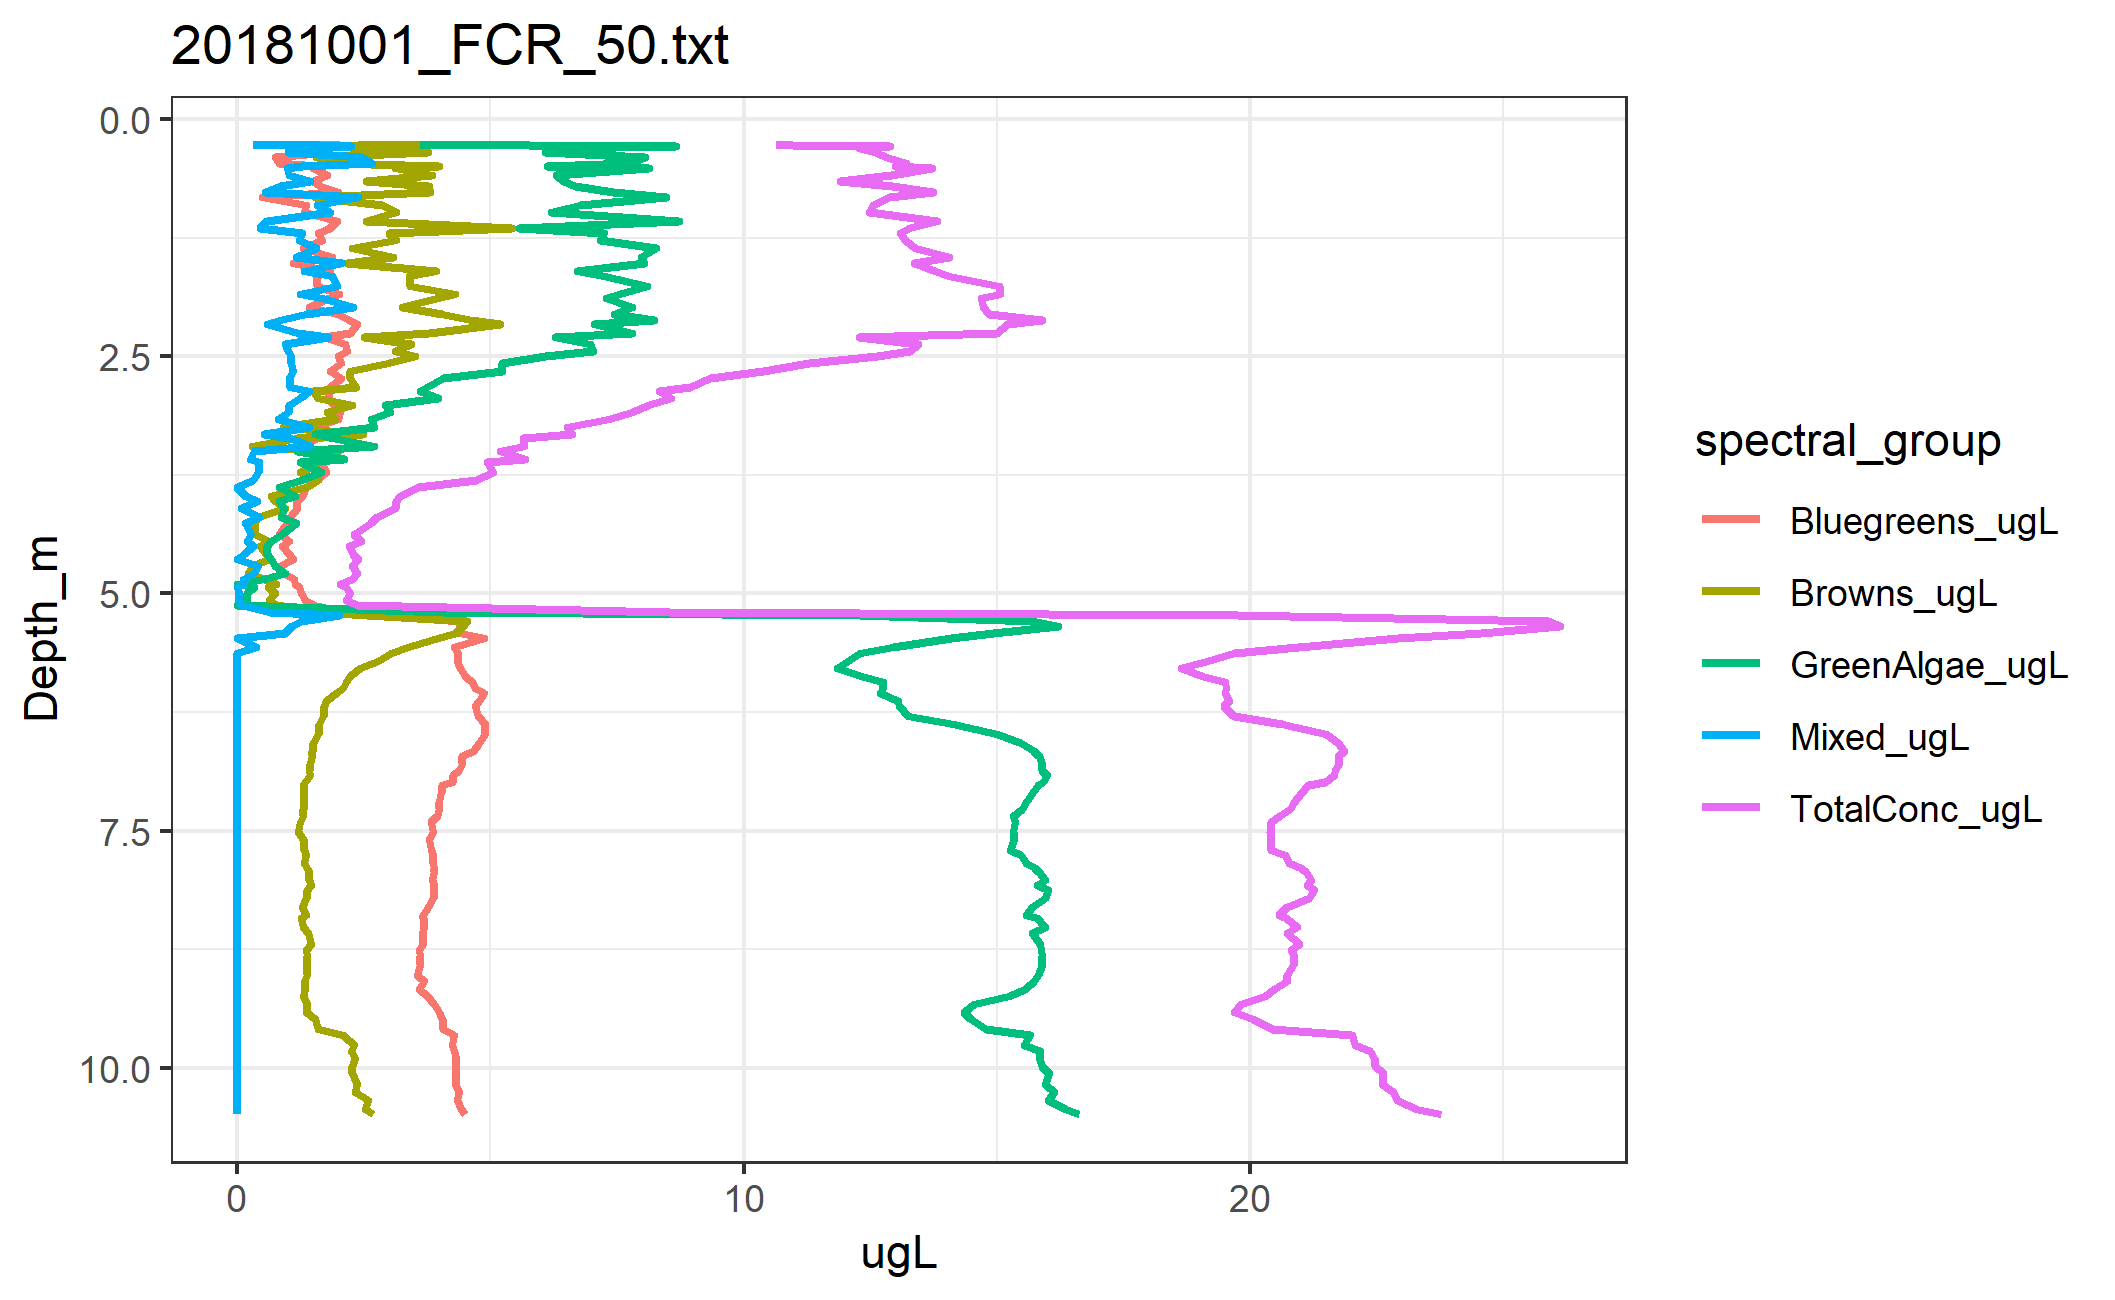 20181001_FCR_50.txt
0.0
2.5
5.0
7.5
10.0
Depth_m
0
10
20
ugL
spectral_group
Bluegreens_ugL
Browns_ugL
GreenAlgae_ugL
Mixed_ugL
TotalConc_ugL